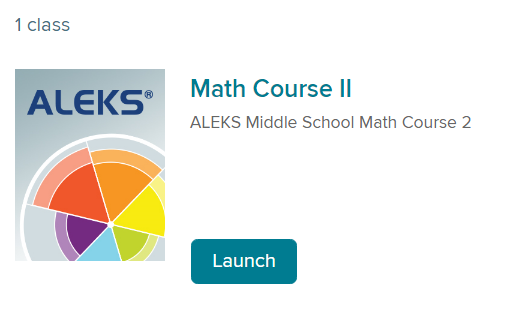 1 class
ALEKS®
Math Course II
ALEKS Middle School Math Course 2
Launch